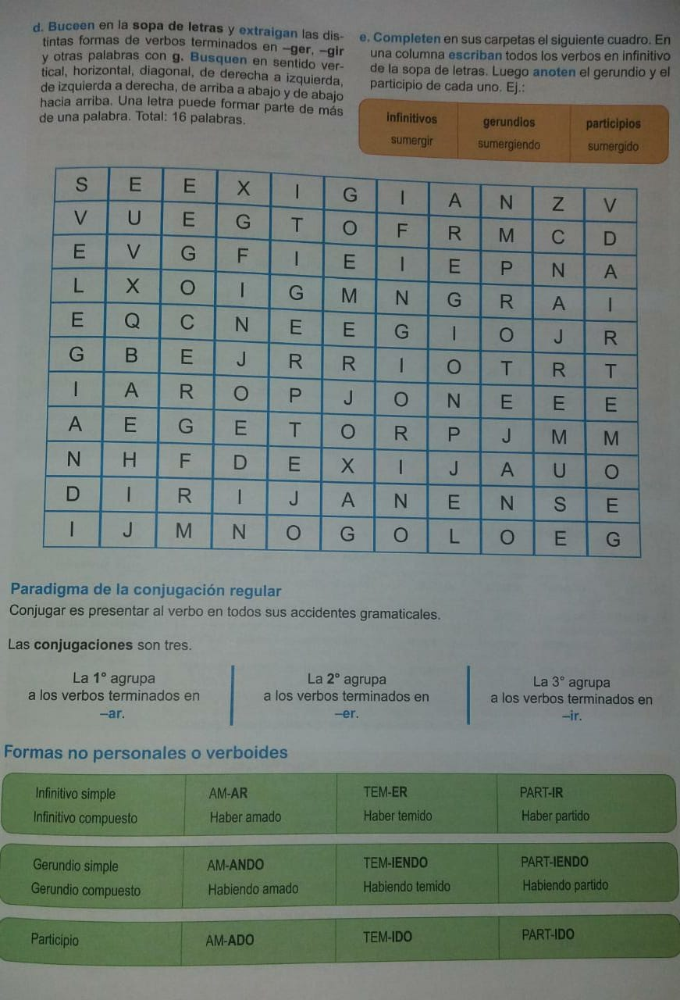 d. Buceen en la sopa de letras y extraigan las dis-
tintas formas de verbos terminados en –ger, –gir
y otras palabras con g. Busquen en sentido ver-
tical, horizontal, diagonal, de derecha a izquierda,
de izquierda a derecha, de arriba a abajo y de abajo
hacia arriba. Una letra puede formar parte de más
de una palabra. Total: 16 palabras.
e. Completen en sus carpetas el siguiente cuadro. En
una columna escriban todos los verbos en infinitivo
de la sopa de letras. Luego anoten el gerundio y el
participio de cada uno. Ej.:
infinitivos gerundios participios
sumergir sumergiendo sumergido
S E E X I G I A N Z V
V U E G T O F R M C D
E V G F I E I E P N A
L X O I G M N G R A I
E Q C N E E G I O J R
G B E J R R I O T R T
I A R O P J O N E E E
A E G E T O R P J M M
N H F D E X I J A U O
D I R I J A N E N S E
I J M N O G O L O E G
Paradigma de la conjugación regular
Conjugar es presentar al verbo en todos sus accidentes gramaticales.
Las conjugaciones son tres.
La 1° agrupa
a los verbos terminados en
–ar.
La 2° agrupa
a los verbos terminados en
–er.
La 3° agrupa
a los verbos terminados en
–ir.
Formas no personales o verboides
Infinitivo simple AM-AR TEM-ER PART-IR
Infinitivo compuesto Haber amado Haber temido Haber partido
Gerundio simple AM-ANDO TEM-IENDO PART-IENDO
Gerundio compuesto Habiendo amado Habiendo temido Habiendo partido
Participio AM-ADO TEM-IDO PART-IDO